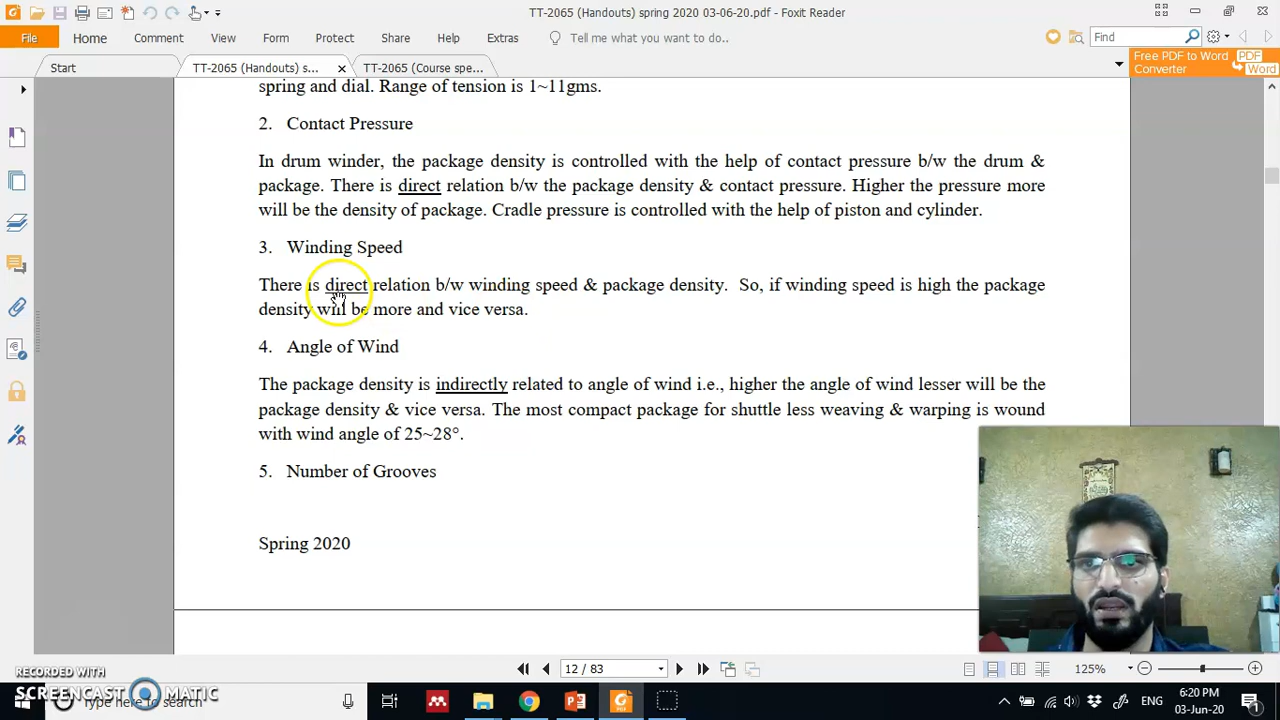 TT-2065 (Handouts) spring 2020 03-06-20.pdf - Foxit Reader
File Home Comment View Form Protect Share Help Extras Tell me what you want to do.. Find
Start TT-2065 (Handouts) s... TT-2065 (Course spe... Free PDF to Word Converter PDF Word
spring and dial. Range of tension is 1~11gms.
2. Contact Pressure
In drum winder, the package density is controlled with the help of contact pressure b/w the drum &
package. There is direct relation b/w the package density & contact pressure. Higher the pressure more
will be the density of package. Cradle pressure is controlled with the help of piston and cylinder.
3. Winding Speed
There is direct relation b/w winding speed & package density. So, if winding speed is high the package
density will be more and vice versa.
4. Angle of Wind
The package density is indirectly related to angle of wind i.e., higher the angle of wind lesser will be the
package density & vice versa. The most compact package for shuttle less weaving & warping is wound
with wind angle of 25~28°.
5. Number of Grooves
Spring 2020
12 / 83 125%
RECORDED WITH
SCREENCAST MATIC
Type here to search
ENG 6:20 PM
03-Jun-20